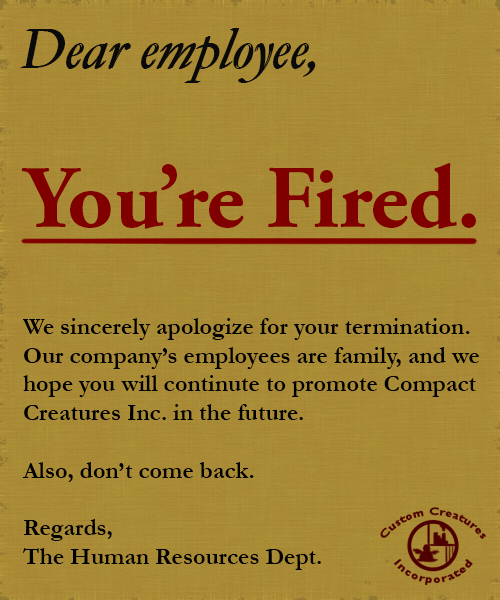 Dear employee,
You're Fired.
We sincerely apologize for your termination.
Our company's employees are family, and we
hope you will continute to promote Compact
Creatures Inc. in the future.
Also, don't come back.
Regards,
The Human Resources Dept.
Custom Creatures
Incorporated